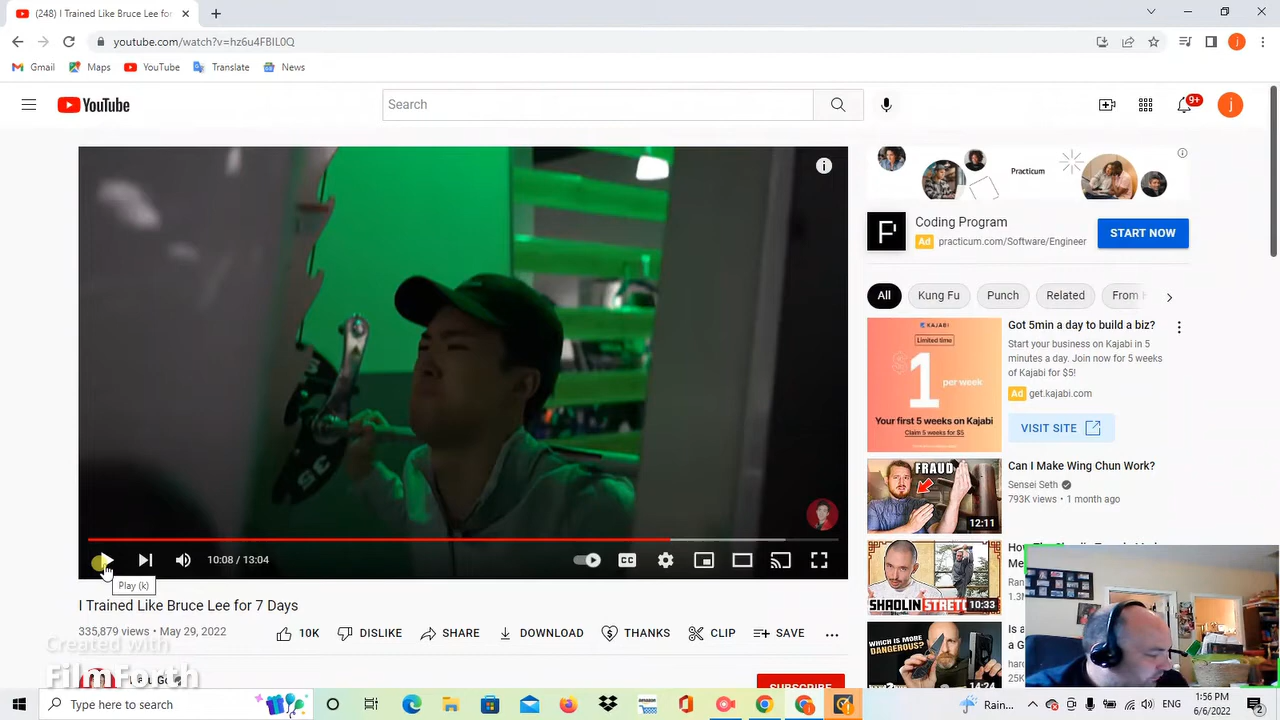 (248) I Trained Like Bruce Lee for
youtube.com/watch?v=hz6u4FBIL0Q
Gmail Maps YouTube Translate News
YouTube
Search
9+
j
j
Practicum
Coding Program
Ad practicum.com/Software/Engineer
START NOW
All Kung Fu Punch Related From
KAJABI
Limited time
$1 per week
Your first 5 weeks on Kajabi
Claim 5 weeks for $5
Got 5min a day to build a biz?
Start your business on Kajabi in 5
minutes a day. Join now for 5 weeks
of Kajabi for $5!
Ad get.kajabi.com
VISIT SITE
FRAUD
12:11
Can I Make Wing Chun Work?
Sensei Seth
793K views • 1 month ago
SHAOLIN STRETC
10:33
WHICH IS MORE
DANGEROUS?
14:24
10:08 / 13:04
CC
Play (k)
I Trained Like Bruce Lee for 7 Days
335,879 views • May 29, 2022
10K DISLIKE SHARE DOWNLOAD THANKS CLIP SAVE
Created with
FilmForth
SUBSCRIBE
Type here to search
Rain...
ENG
1:56 PM
6/6/2022
2